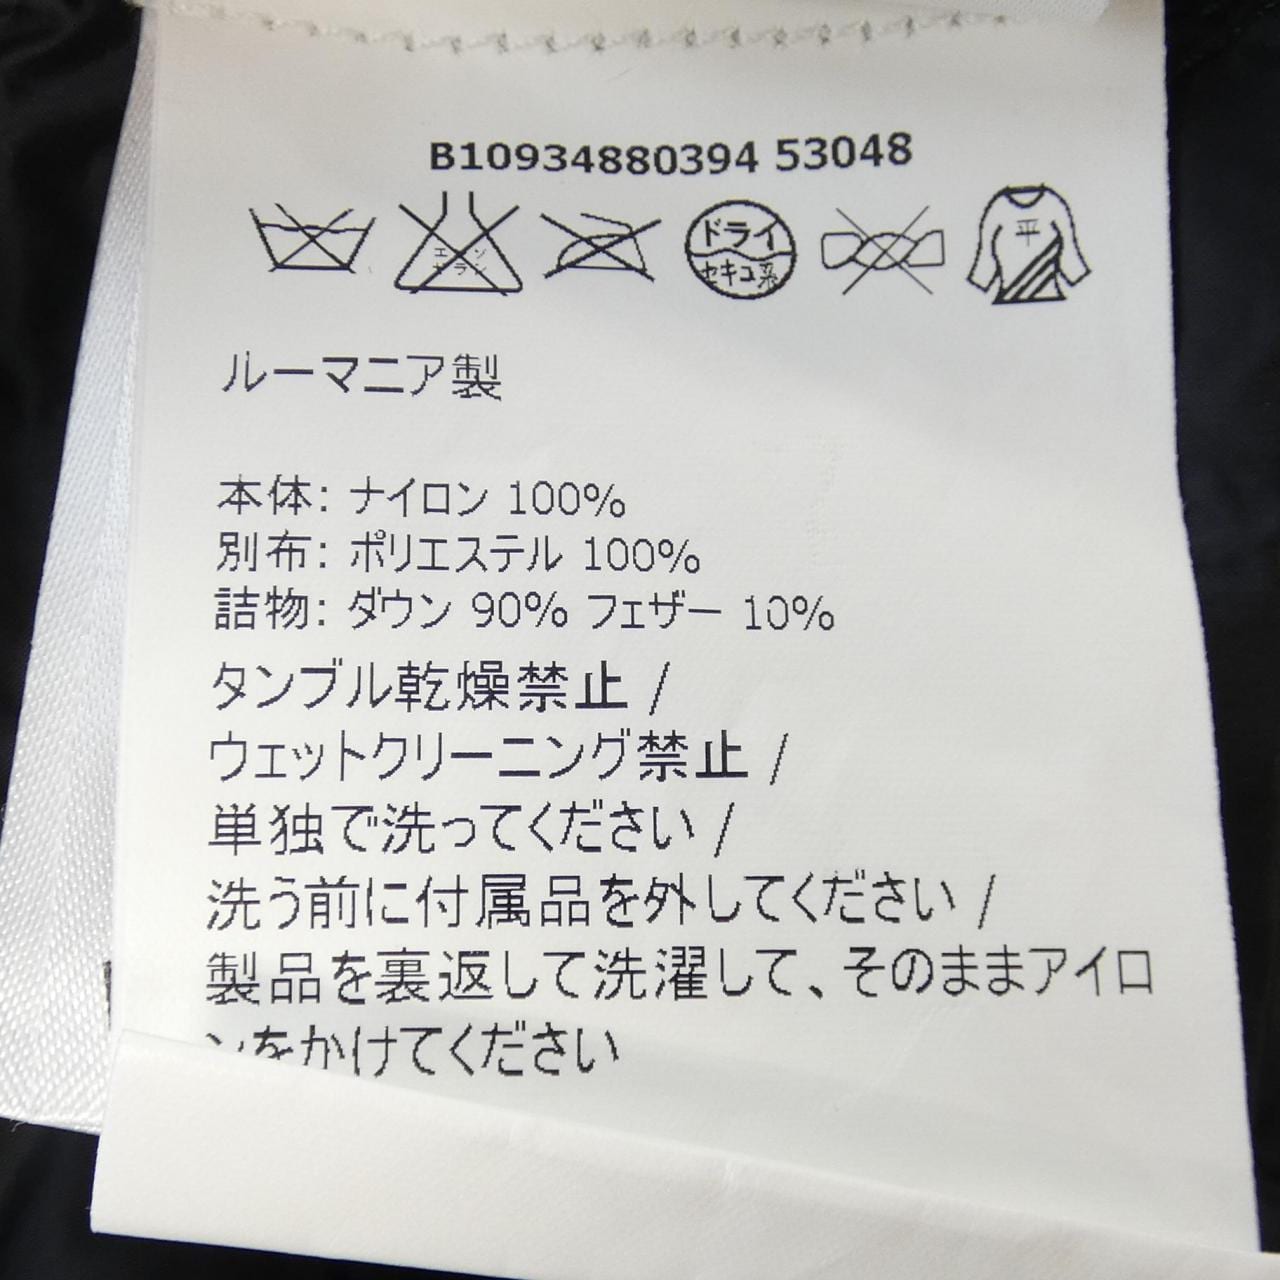 B10934880394 53048
エンソ
サラシ
ドライ
セキユ系
平
ルーマニア製
本体: ナイロン 100%
別布: ポリエステル 100%
詰物: ダウン 90% フェザー 10%
タンブル乾燥禁止 /
ウェットクリーニング禁止 /
単独で洗ってください /
洗う前に付属品を外してください /
製品を裏返して洗濯して、そのままアイロ
ンをかけてください